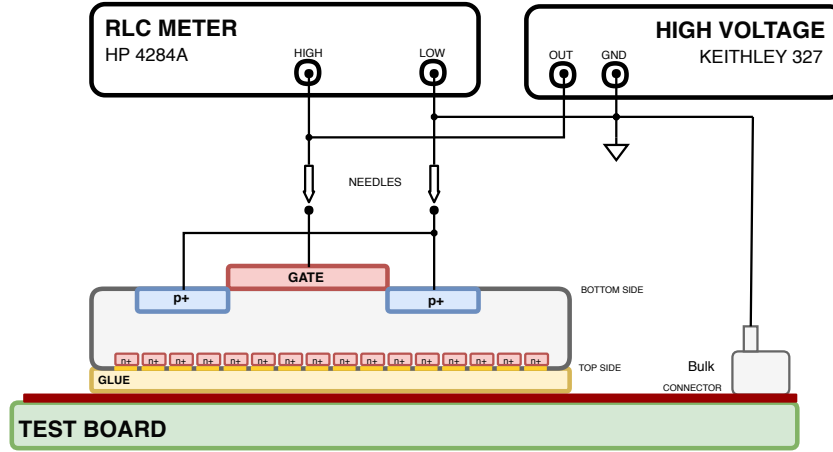 RLC METER
HP 4284A
HIGH
LOW
HIGH VOLTAGE
KEITHLEY 327
OUT
GND
NEEDLES
GATE
p+
p+
BOTTOM SIDE
n+ n+ n+ n+ n+ n+ n+ n+ n+ n+ n+ n+ n+ n+ n+ n+
TOP SIDE
GLUE
Bulk
CONNECTOR
TEST BOARD